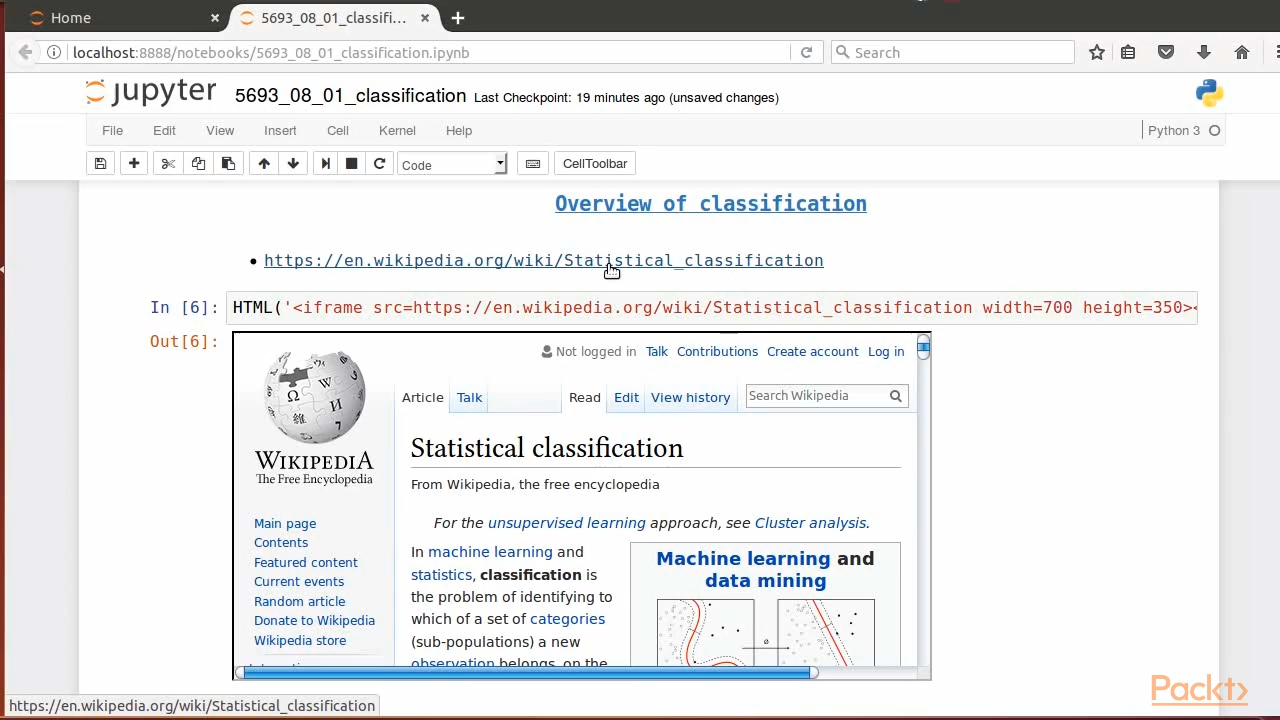 Home
5693_08_01_classifi...
localhost:8888/notebooks/5693_08_01_classification.ipynb
Search
jupyter 5693_08_01_classification Last Checkpoint: 19 minutes ago (unsaved changes)
File Edit View Insert Cell Kernel Help Python 3
Code CellToolbar
Overview of classification
• https://en.wikipedia.org/wiki/Statistical_classification
In [6]: HTML('<iframe src=https://en.wikipedia.org/wiki/Statistical_classification width=700 height=350><
Out[6]:
Not logged in Talk Contributions Create account Log in
Article Talk Read Edit View history Search Wikipedia
WIKIPEDIA
The Free Encyclopedia
Main page
Contents
Featured content
Current events
Random article
Donate to Wikipedia
Wikipedia store
Statistical classification
From Wikipedia, the free encyclopedia
For the unsupervised learning approach, see Cluster analysis.
In machine learning and
statistics, classification is
the problem of identifying to
which of a set of categories
(sub-populations) a new
observation belongs, on the
Machine learning and
data mining
https://en.wikipedia.org/wiki/Statistical_classification
Packt>